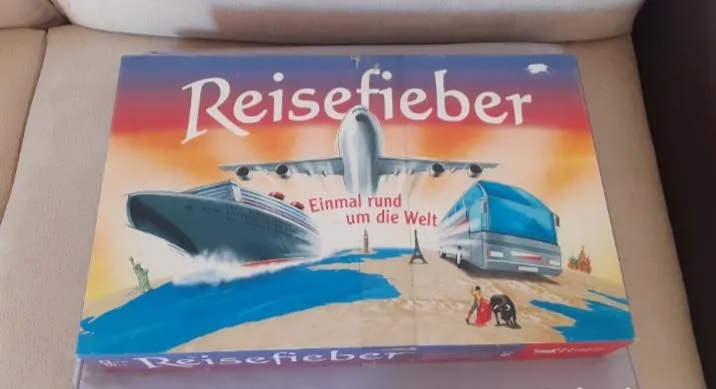 Reisefieber
Einmal rund
um die Welt
Reisefieber